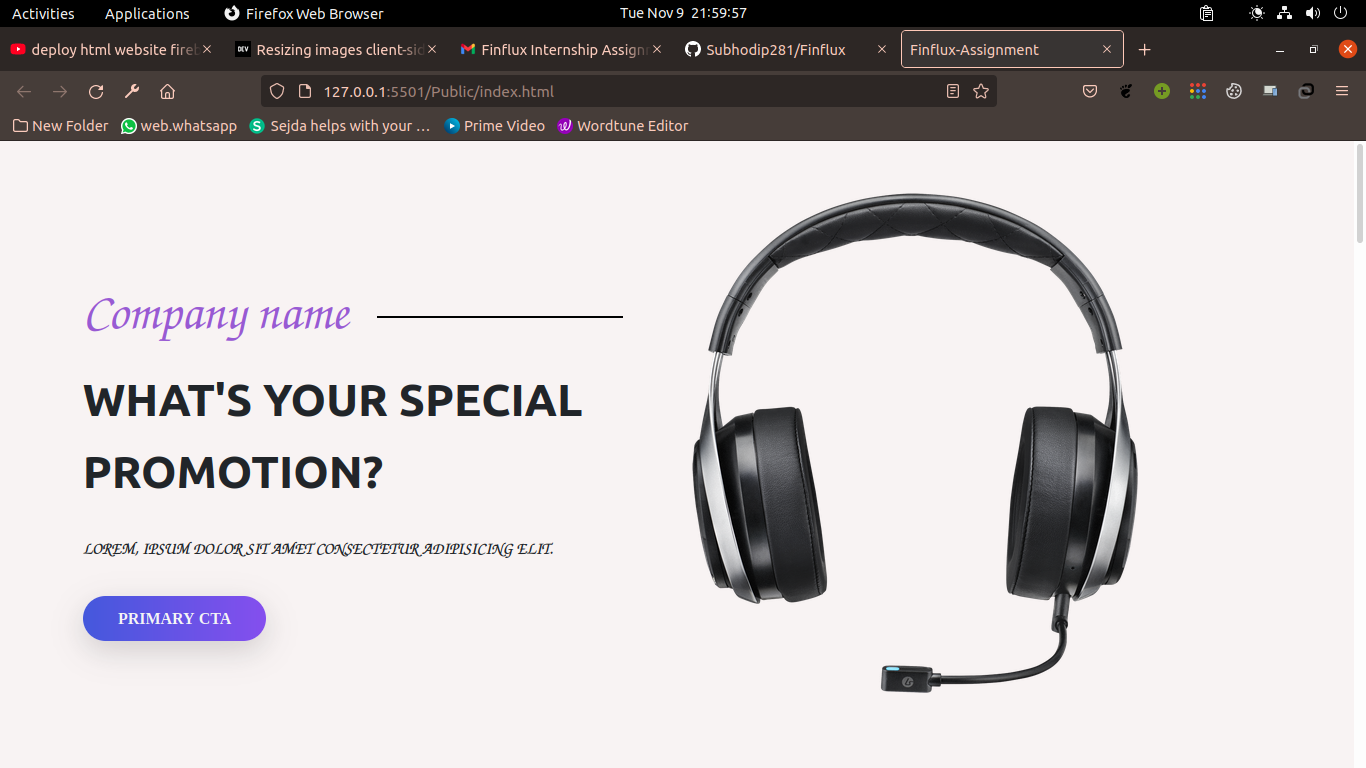 Activities Applications Firefox Web Browser Tue Nov 9 21:59:57
deploy html website fireb Resizing images client-sid Finflux Internship Assignm Subhodip281/Finflux Finflux-Assignment
127.0.0.1:5501/Public/index.html
New Folder web.whatsapp Sejda helps with your ... Prime Video Wordtune Editor
Company name
WHAT'S YOUR SPECIAL
PROMOTION?
LOREM, IPSUM DOLOR SIT AMET CONSECTETUR ADIPISICING ELIT.
PRIMARY CTA